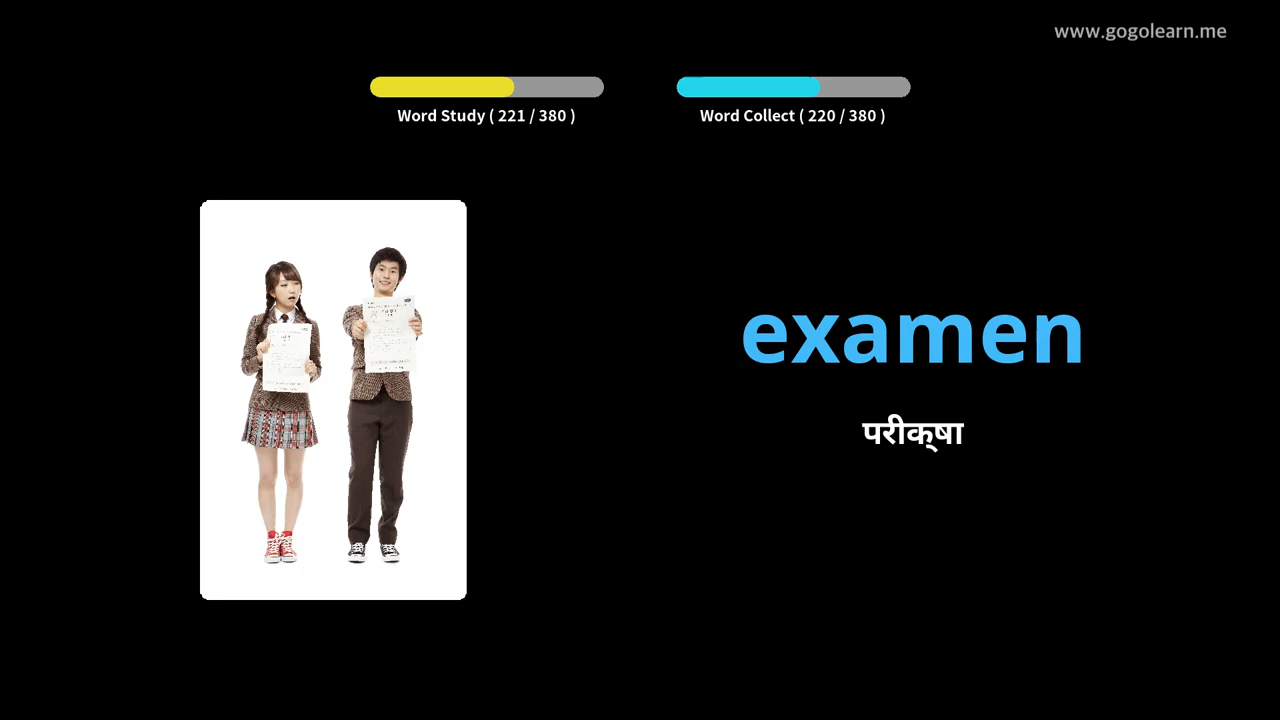 www.gogolearn.me
Word Study ( 221 / 380 )
Word Collect ( 220 / 380 )
examen
परीक्‌षा